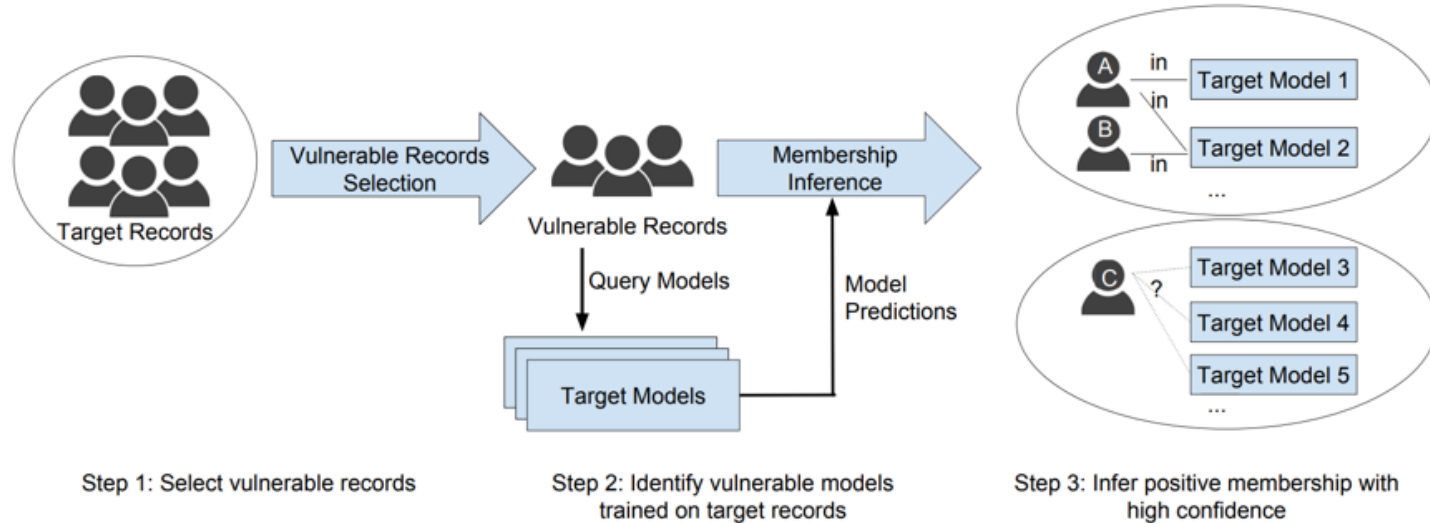 Target Records
Vulnerable Records
Selection
Vulnerable Records
Query Models
Target Models
Membership
Inference
Model
Predictions
A
in
Target Model 1
in
B
in
Target Model 2
...
C
?
Target Model 3
Target Model 4
Target Model 5
...
Step 1: Select vulnerable records
Step 2: Identify vulnerable models
trained on target records
Step 3: Infer positive membership with
high confidence